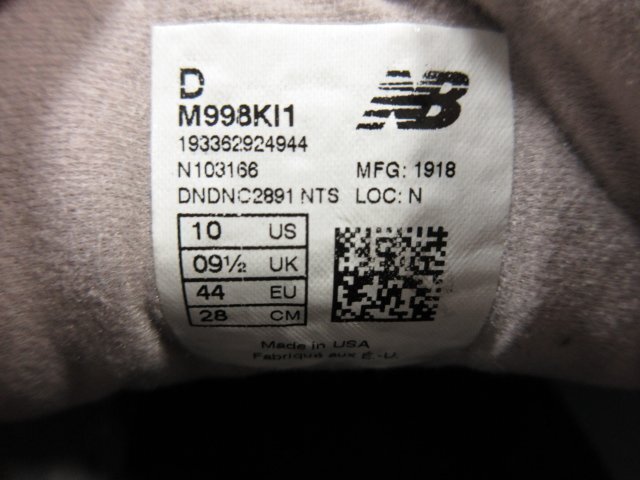 D
NB
M998KI1
193362924944
N103166 MFG: 1918
DNDNC2891 NTS LOC: N
10 US
09½ UK
44 EU
28 CM
Made in USA
Fabriqué aux É.-U.